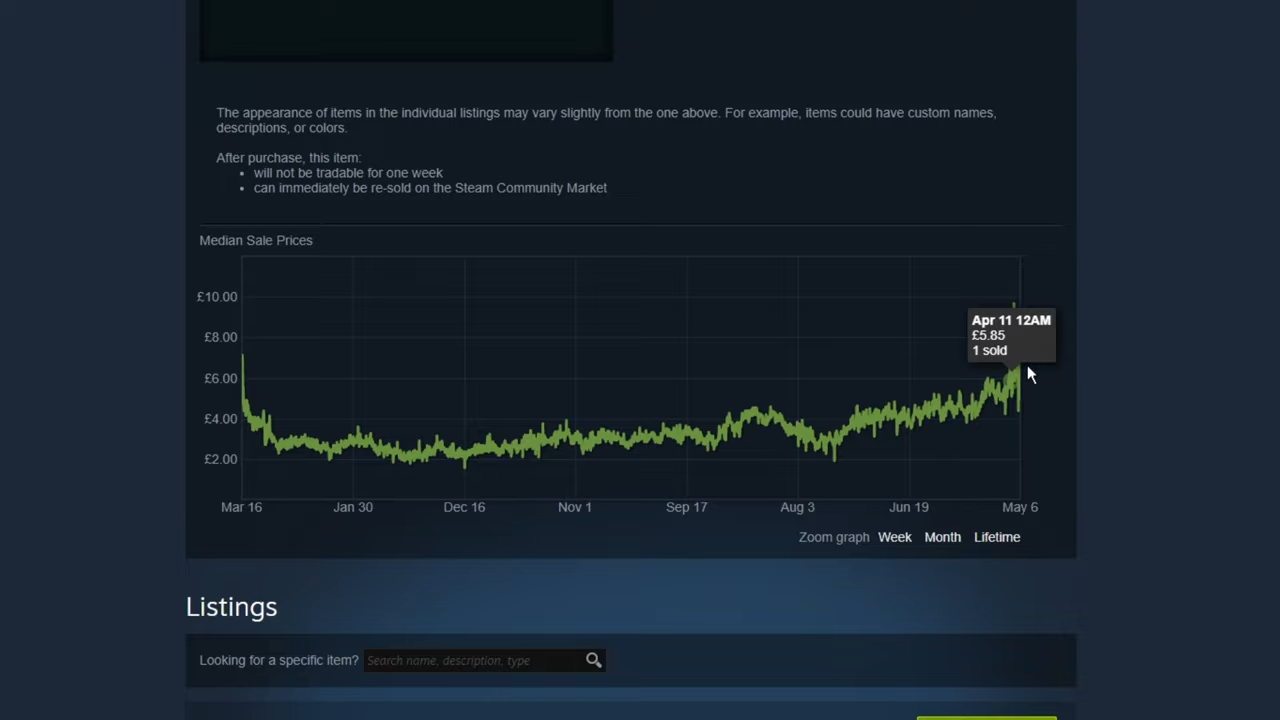 The appearance of items in the individual listings may vary slightly from the one above. For example, items could have custom names,
descriptions, or colors.
After purchase, this item:
• will not be tradable for one week
• can immediately be re-sold on the Steam Community Market
Median Sale Prices
£10.00
£8.00
£6.00
£4.00
£2.00
Apr 11 12AM
£5.85
1 sold
Mar 16 Jan 30 Dec 16 Nov 1 Sep 17 Aug 3 Jun 19 May 6
Zoom graph Week Month Lifetime
Listings
Looking for a specific item? Search name, description, type